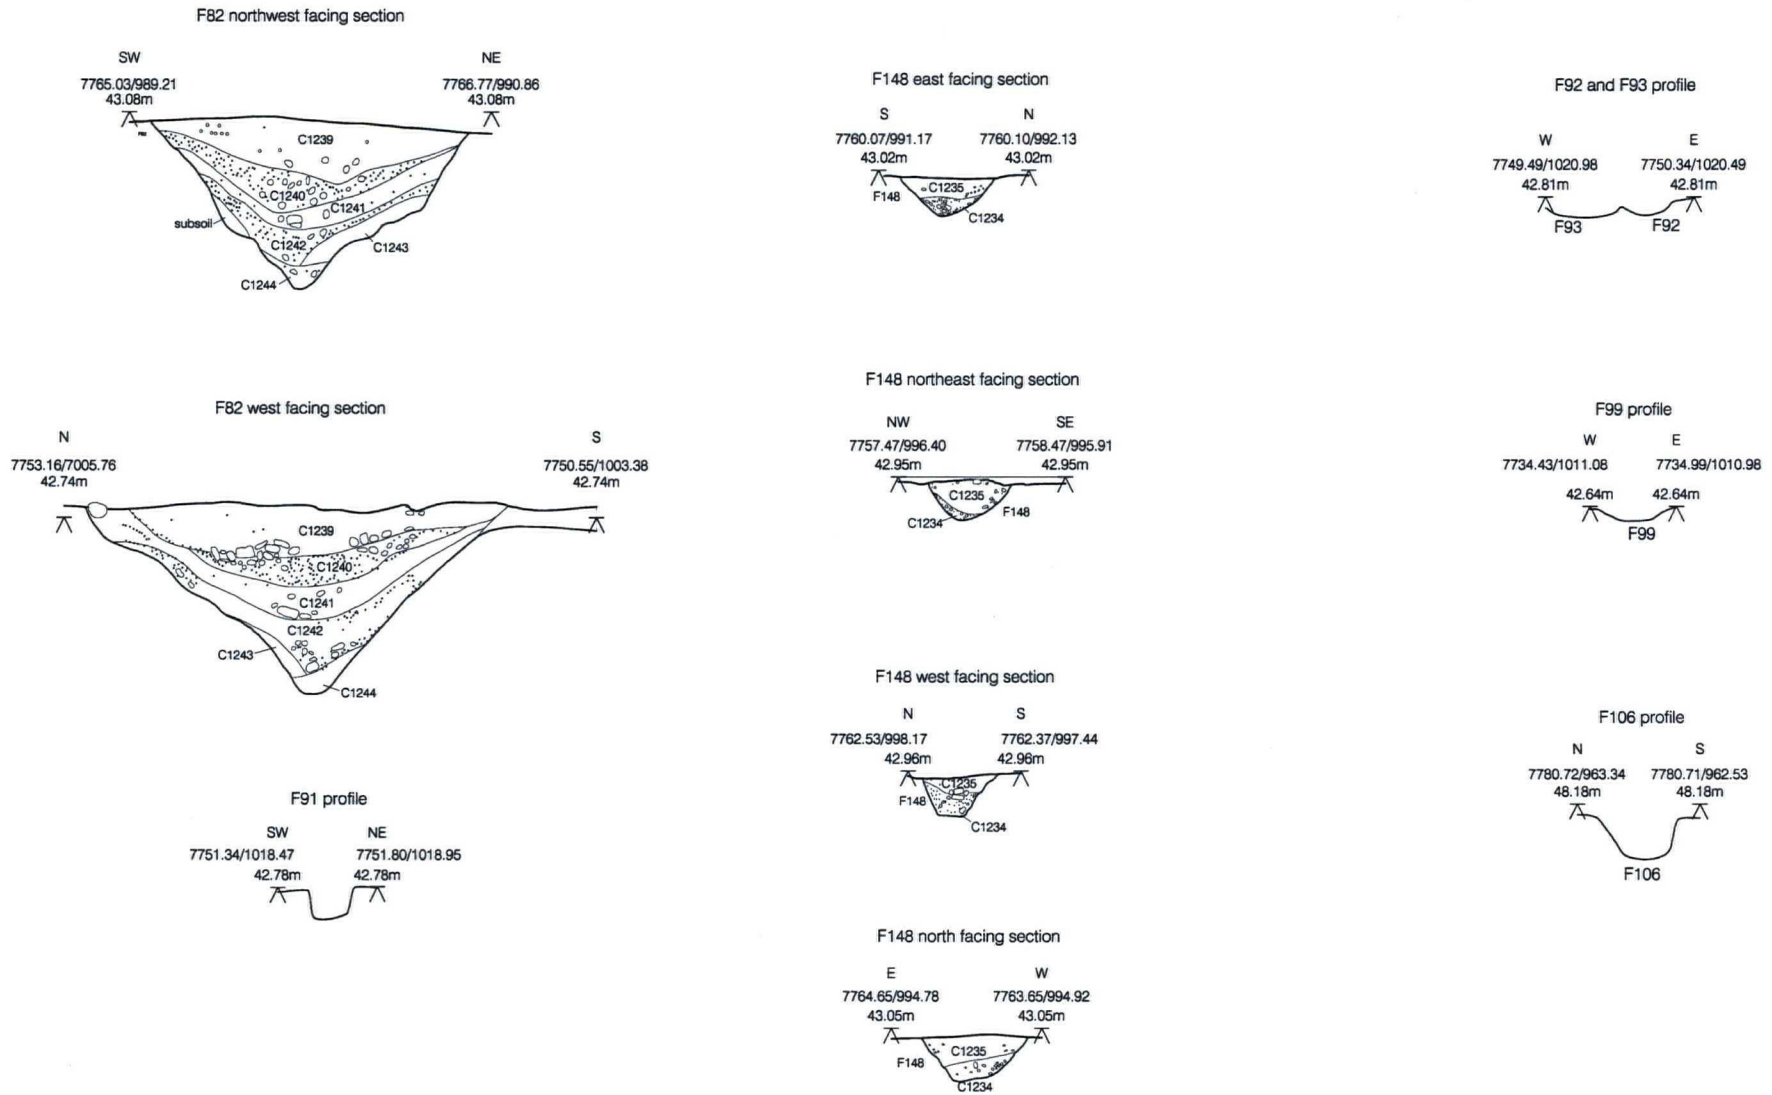 F82 northwest facing section
SW NE
7765.03/989.21 7766.77/990.86
43.08m 43.08m
C1239
C1240
C1241
subsoil
C1242
C1243
C1244
F82 west facing section
N S
7753.16/7005.76 7750.55/1003.38
42.74m 42.74m
C1239
C1240
C1241
C1242
C1243
C1244
F91 profile
SW NE
7751.34/1018.47 7751.80/1018.95
42.78m 42.78m
F148 east facing section
S N
7760.07/991.17 7760.10/992.13
43.02m 43.02m
C1235
F148
C1234
F148 northeast facing section
NW SE
7757.47/996.40 7758.47/995.91
42.95m 42.95m
C1235
C1234 F148
F148 west facing section
N S
7762.53/998.17 7762.37/997.44
42.96m 42.96m
C1235
F148
C1234
F148 north facing section
E W
7764.65/994.78 7763.65/994.92
43.05m 43.05m
C1235
F148
C1234
F92 and F93 profile
W E
7749.49/1020.98 7750.34/1020.49
42.81m 42.81m
F93 F92
F99 profile
W E
7734.43/1011.08 7734.99/1010.98
42.64m 42.64m
F99
F106 profile
N S
7780.72/963.34 7780.71/962.53
48.18m 48.18m
F106